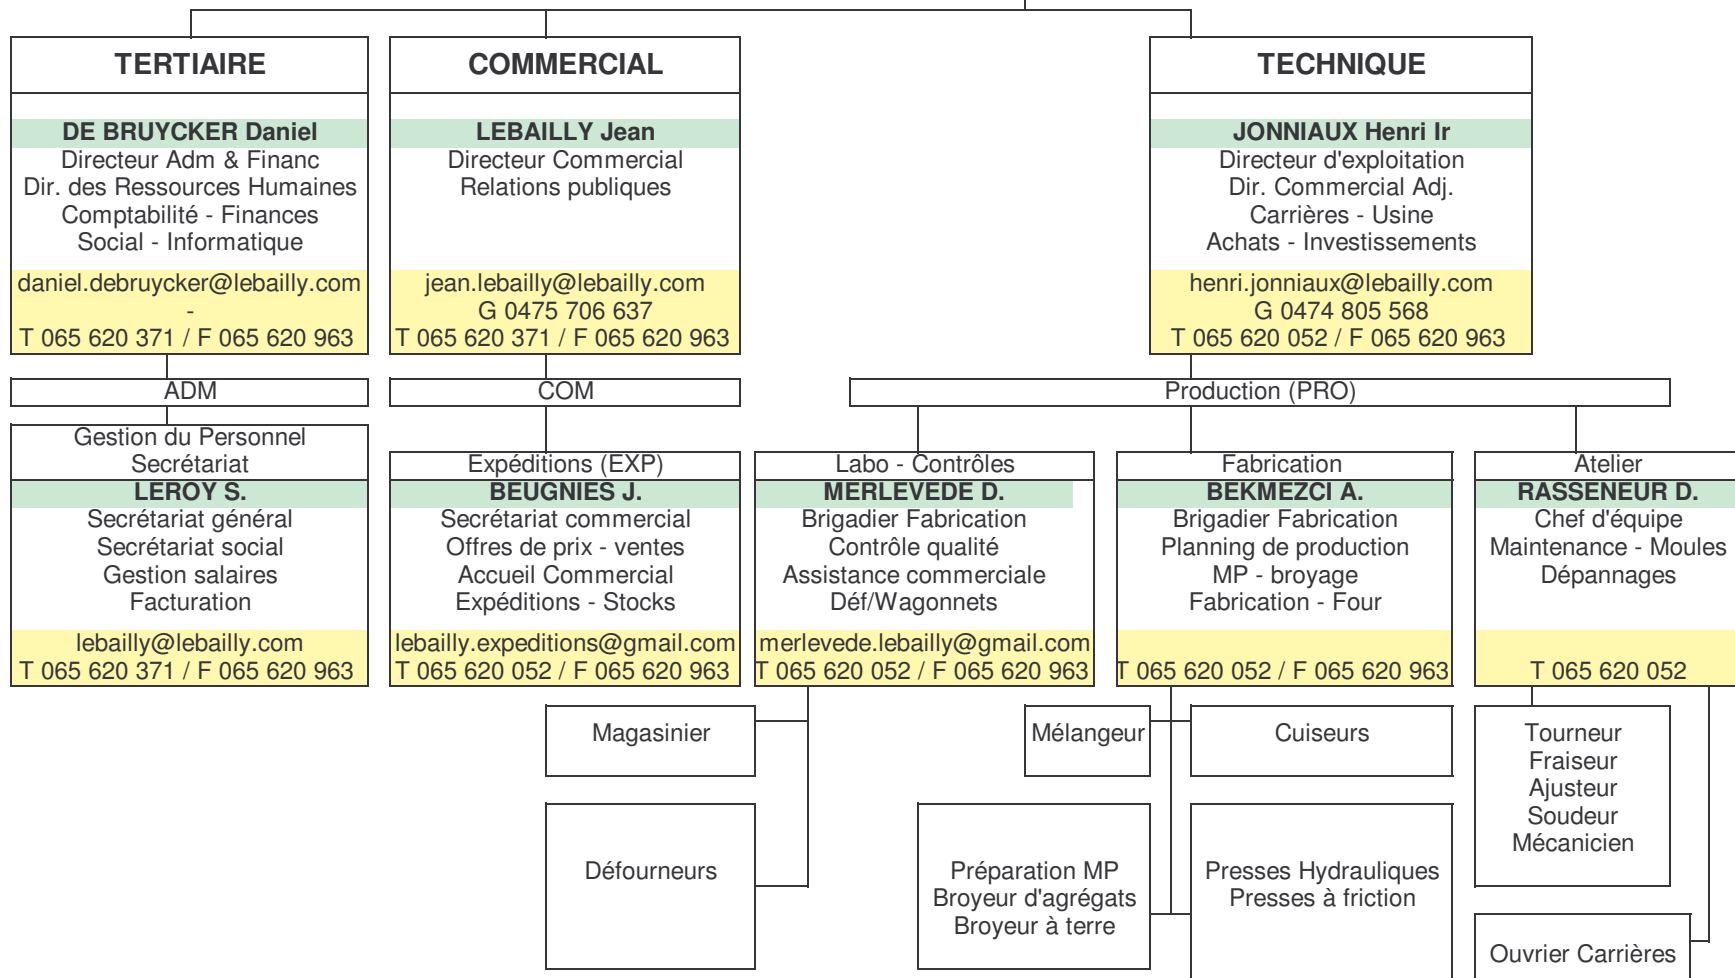 TERTIAIRE
DE BRUYCKER Daniel
Directeur Adm & Financ
Dir. des Ressources Humaines
Comptabilité - Finances
Social - Informatique
daniel.debruycker@lebailly.com
-
T 065 620 371 / F 065 620 963
COMMERCIAL
LEBAILLY Jean
Directeur Commercial
Relations publiques
jean.lebailly@lebailly.com
G 0475 706 637
T 065 620 371 / F 065 620 963
TECHNIQUE
JONNIAUX Henri Ir
Directeur d'exploitation
Dir. Commercial Adj.
Carrières - Usine
Achats - Investissements
henri.jonniaux@lebailly.com
G 0474 805 568
T 065 620 052 / F 065 620 963
ADM
COM
Production (PRO)
Gestion du Personnel
Secrétariat
LEROY S.
Secrétariat général
Secrétariat social
Gestion salaires
Facturation
lebailly@lebailly.com
T 065 620 371 / F 065 620 963
Expéditions (EXP)
BEUGNIES J.
Secrétariat commercial
Offres de prix - ventes
Accueil Commercial
Expéditions - Stocks
lebailly.expeditions@gmail.com
T 065 620 052 / F 065 620 963
Labo - Contrôles
MERLEVEDE D.
Brigadier Fabrication
Contrôle qualité
Assistance commerciale
Déf/Wagonnets
merlevede.lebailly@gmail.com
T 065 620 052 / F 065 620 963
Fabrication
BEKMEZCI A.
Brigadier Fabrication
Planning de production
MP - broyage
Fabrication - Four
T 065 620 052 / F 065 620 963
Atelier
RASSENEUR D.
Chef d'équipe
Maintenance - Moules
Dépannages
T 065 620 052
Magasinier
Mélangeur
Cuiseurs
Tourneur
Fraiseur
Ajusteur
Soudeur
Mécanicien
Défourneurs
Préparation MP
Broyeur d'agrégats
Broyeur à terre
Presses Hydrauliques
Presses à friction
Ouvrier Carrières